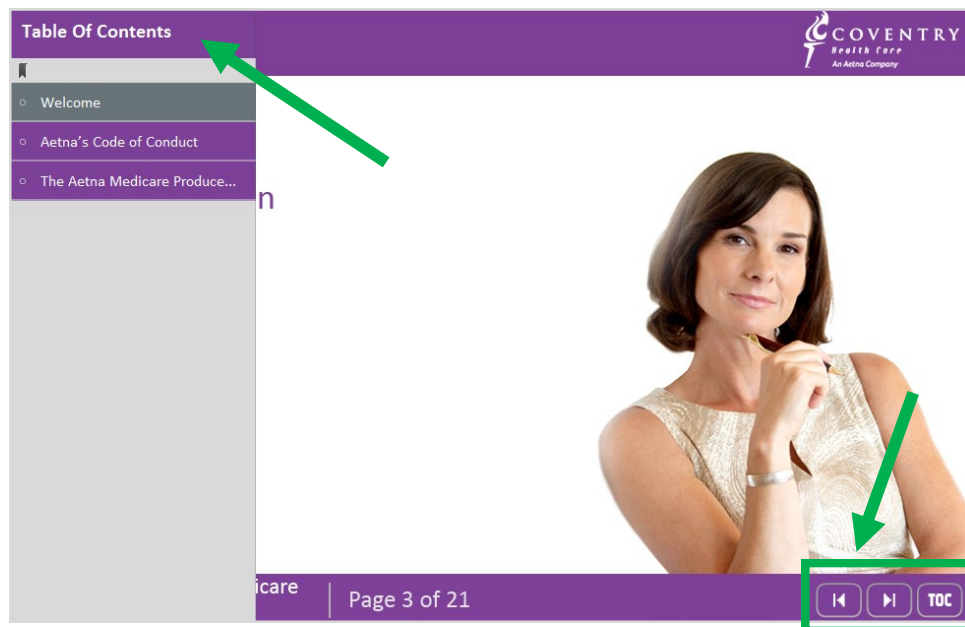 Table Of Contents
COVENTRY
Health Care
An Aetna Company
Welcome
Aetna’s Code of Conduct
The Aetna Medicare Produce...
n
icare
Page 3 of 21
TOC